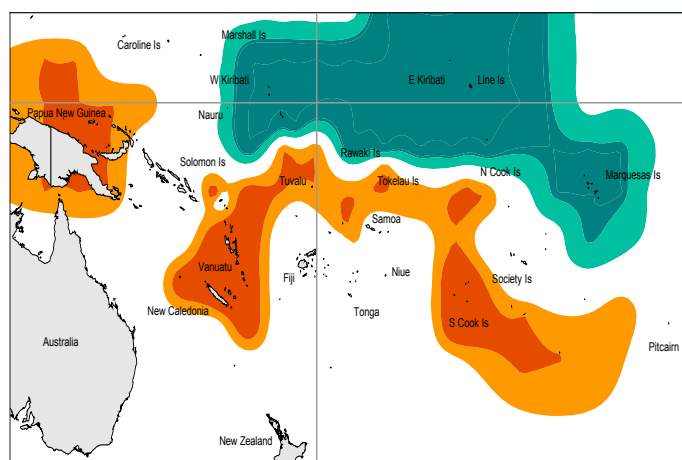 Marshall Is
Caroline Is
W Kiribati
E Kiribati
Line Is
Papua New Guinea
Nauru
Rawaki Is
Solomon Is
N Cook Is
Marquesas Is
Tuvalu
Tokelau Is
Samoa
Vanuatu
Fiji
Niue
Society Is
New Caledonia
Tonga
S Cook Is
Australia
Pitcairn
New Zealand